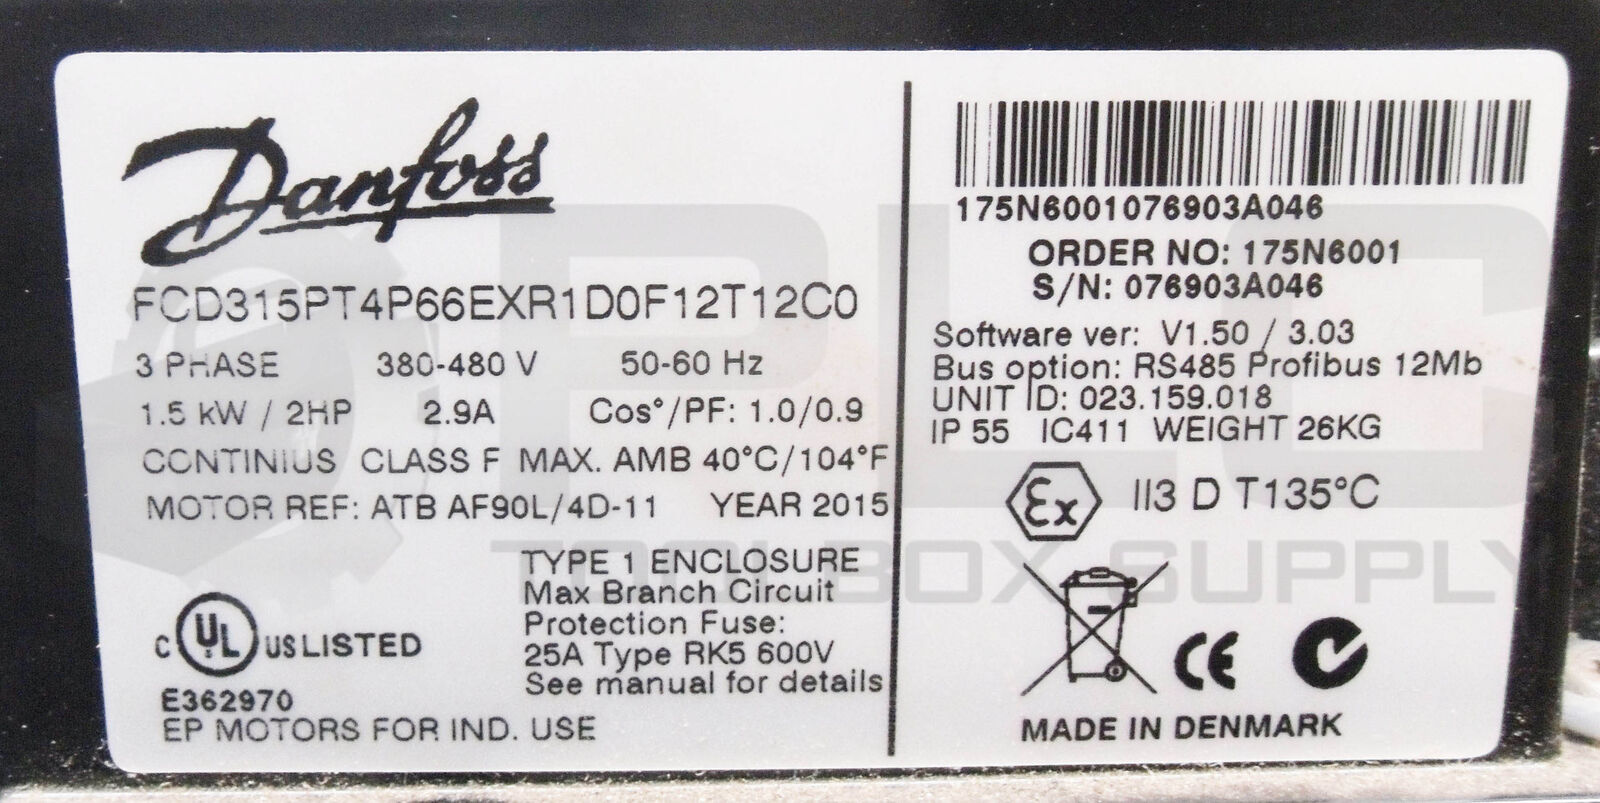 Danfoss
FCD315PT4P66EXR1D0F12T12C0
3 PHASE 380-480 V 50-60 Hz
1.5 kW / 2HP 2.9A Cos°/PF: 1.0/0.9
CONTINIUS CLASS F MAX. AMB 40°C/104°F
MOTOR REF: ATB AF90L/4D-11 YEAR 2015
TYPE 1 ENCLOSURE
Max Branch Circuit
Protection Fuse:
25A Type RK5 600V
See manual for details
C UL US LISTED
E362970
EP MOTORS FOR IND. USE
175N6001076903A046
ORDER NO: 175N6001
S/N: 076903A046
Software ver: V1.50 / 3.03
Bus option: RS485 Profibus 12Mb
UNIT ID: 023.159.018
IP 55 IC411 WEIGHT 26KG
Ex II3 D T135°C
CE
MADE IN DENMARK
PLC
TOOLBOX SUPPLY